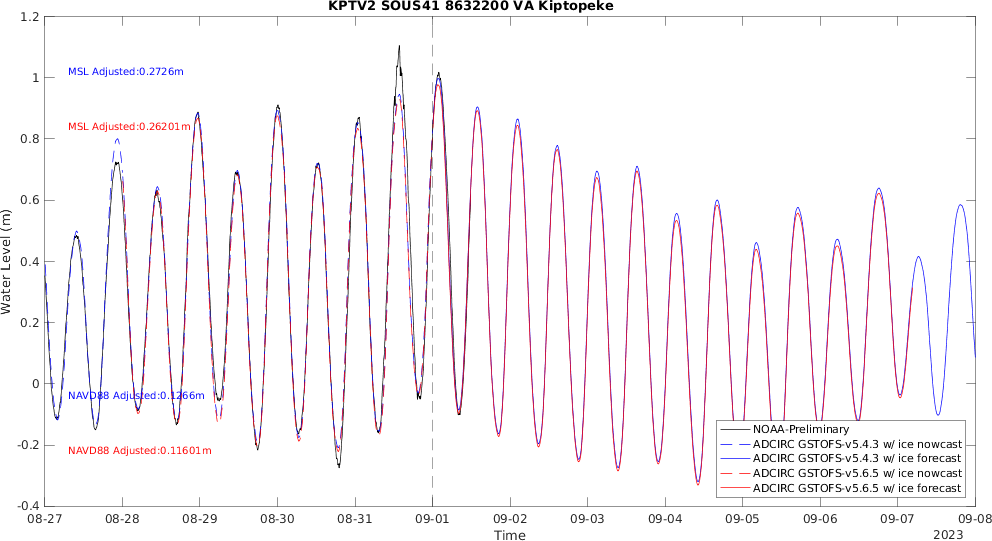 KPTV2 SOUS41 8632200 VA Kiptopeke
1.2
1
0.8
0.6
0.4
0.2
0
-0.2
-0.4
Water Level (m)
MSL Adjusted:0.2726m
MSL Adjusted:0.26201m
NAVD88 Adjusted:0.1266m
NAVD88 Adjusted:0.11601m
NOAA-Preliminary
ADCIRC GSTOFS-v5.4.3 w/ ice nowcast
ADCIRC GSTOFS-v5.4.3 w/ ice forecast
ADCIRC GSTOFS-v5.6.5 w/ ice nowcast
ADCIRC GSTOFS-v5.6.5 w/ ice forecast
08-27 08-28 08-29 08-30 08-31 09-01 09-02 09-03 09-04 09-05 09-06 09-07 09-08
Time
2023